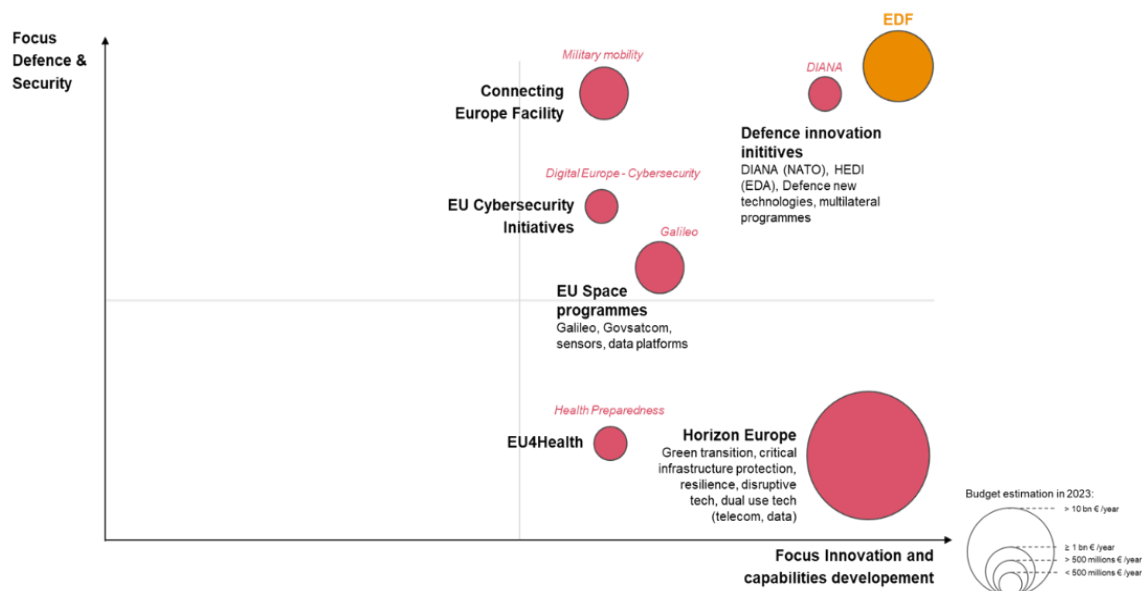 Focus
Defence &
Security
EDF
Military mobility
DIANA
Connecting
Europe Facility
Defence innovation
inititives
DIANA (NATO), HEDI
(EDA), Defence new
technologies, multilateral
programmes
Digital Europe - Cybersecurity
EU Cybersecurity
Initiatives
Galileo
EU Space
programmes
Galileo, Govsatcom,
sensors, data platforms
Health Preparedness
EU4Health
Horizon Europe
Green transition, critical
infrastructure protection,
resilience, disruptive
tech, dual use tech
(telecom, data)
Budget estimation in 2023:
> 10 bn € /year
≥ 1 bn € /year
> 500 millions € /year
< 500 millions € /year
Focus Innovation and
capabilities developement